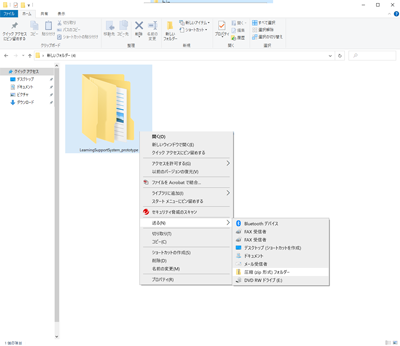 ファイル ホーム 共有 表示
クイック アクセスにピン留めする
コピー
貼り付け
切り取り
パスのコピー
ショートカットの貼り付け
移動先
コピー先
削除
名前の変更
新しいフォルダー
新しいアイテム
ショートカット
プロパティ
開く
編集
履歴
すべて選択
選択解除
選択の切り替え
クリップボード
整理
新規
開く
選択
クイック アクセス
デスクトップ
ドキュメント
ピクチャ
ダウンロード
LearningSupportSystem_prototype
開く(O)
新しいウィンドウで開く(E)
クイック アクセスにピン留めする
アクセスを許可する(G)
以前のバージョンの復元(V)
ファイルを Acrobat で結合...
ライブラリに追加(I)
スタート メニューにピン留めする
セキュリティ脅威のスキャン
送る(N)
切り取り(T)
コピー(C)
ショートカットの作成(S)
削除(D)
名前の変更(M)
プロパティ(R)
Bluetooth デバイス
FAX 受信者
FAX 受信者
デスクトップ (ショートカットを作成)
ドキュメント
メール受信者
圧縮 (zip 形式) フォルダー
DVD RW ドライブ (E:)